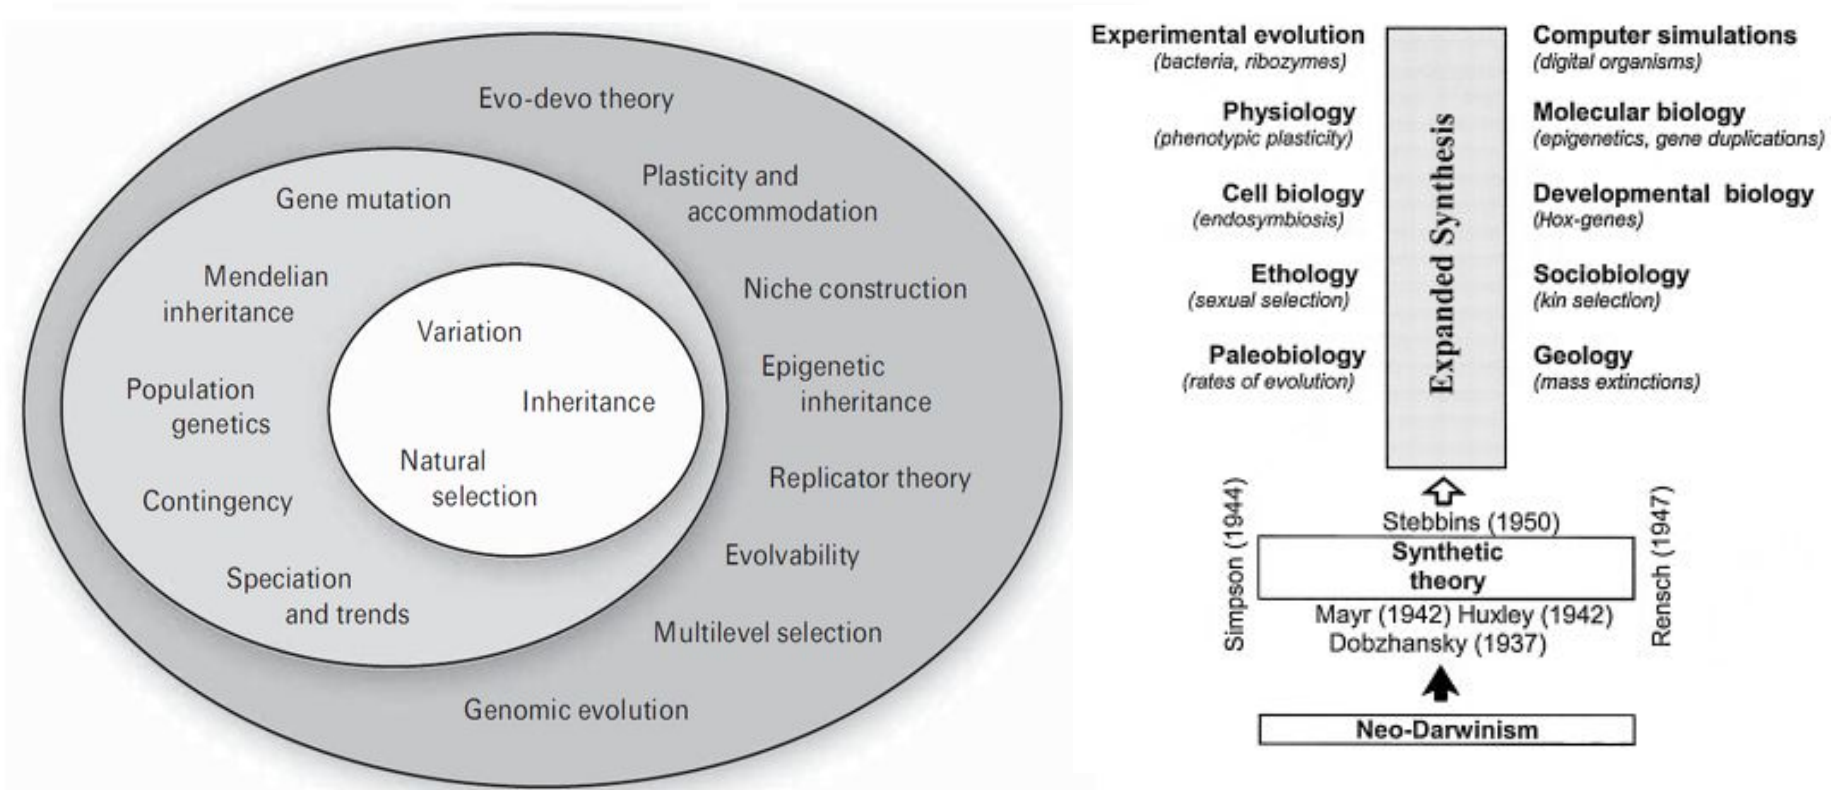 Evo-devo theory
Plasticity and
accommodation
Niche construction
Epigenetic
inheritance
Replicator theory
Evolvability
Multilevel selection
Genomic evolution
Gene mutation
Mendelian
inheritance
Population
genetics
Contingency
Speciation
and trends
Variation
Inheritance
Natural
selection
Experimental evolution
(bacteria, ribozymes)
Physiology
(phenotypic plasticity)
Cell biology
(endosymbiosis)
Ethology
(sexual selection)
Paleobiology
(rates of evolution)
Expanded Synthesis
Computer simulations
(digital organisms)
Molecular biology
(epigenetics, gene duplications)
Developmental biology
(Hox-genes)
Sociobiology
(kin selection)
Geology
(mass extinctions)
Simpson (1944)
Stebbins (1950)
Synthetic
theory
Mayr (1942) Huxley (1942)
Dobzhansky (1937)
Rensch (1947)
Neo-Darwinism